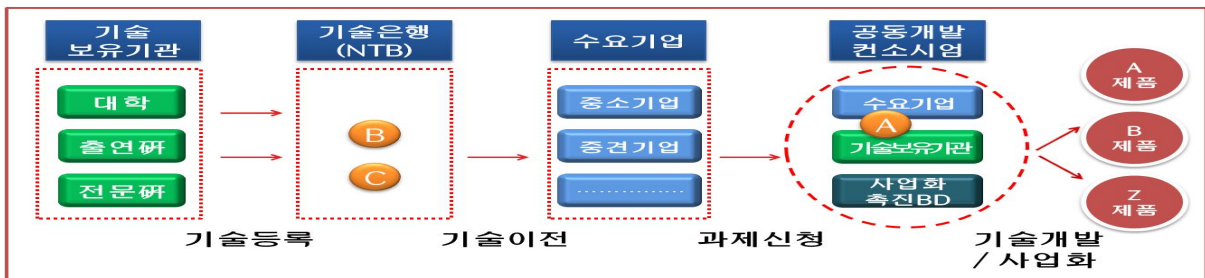 기술
보유기관
대학
출연硏
전문硏
기술등록
기술은행
(NTB)
B
C
기술이전
수요기업
중소기업
중견기업
...............
과제신청
공동개발
컨소시엄
수요기업
A
기술보유기관
사업화
촉진BD
기술개발
/ 사업화
A
제품
B
제품
Z
제품